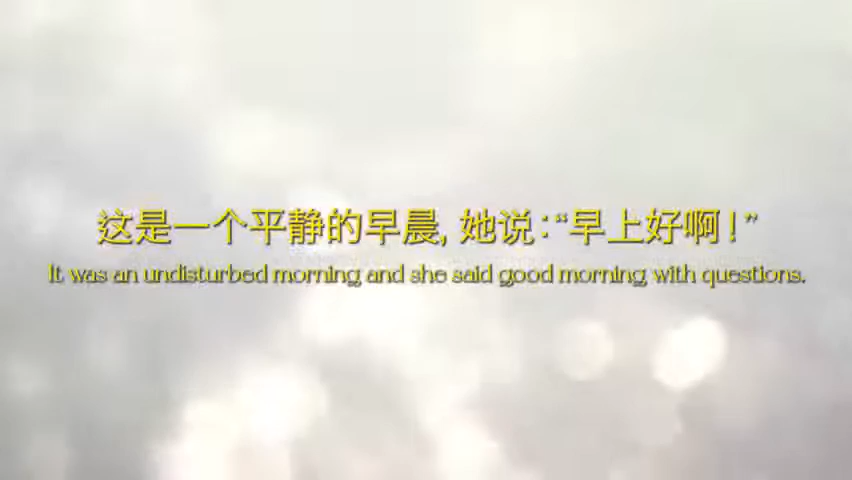 这是一个平静的早晨, 她说：“早上好啊！”
It was an undisturbed morning and she said good morning with questions.